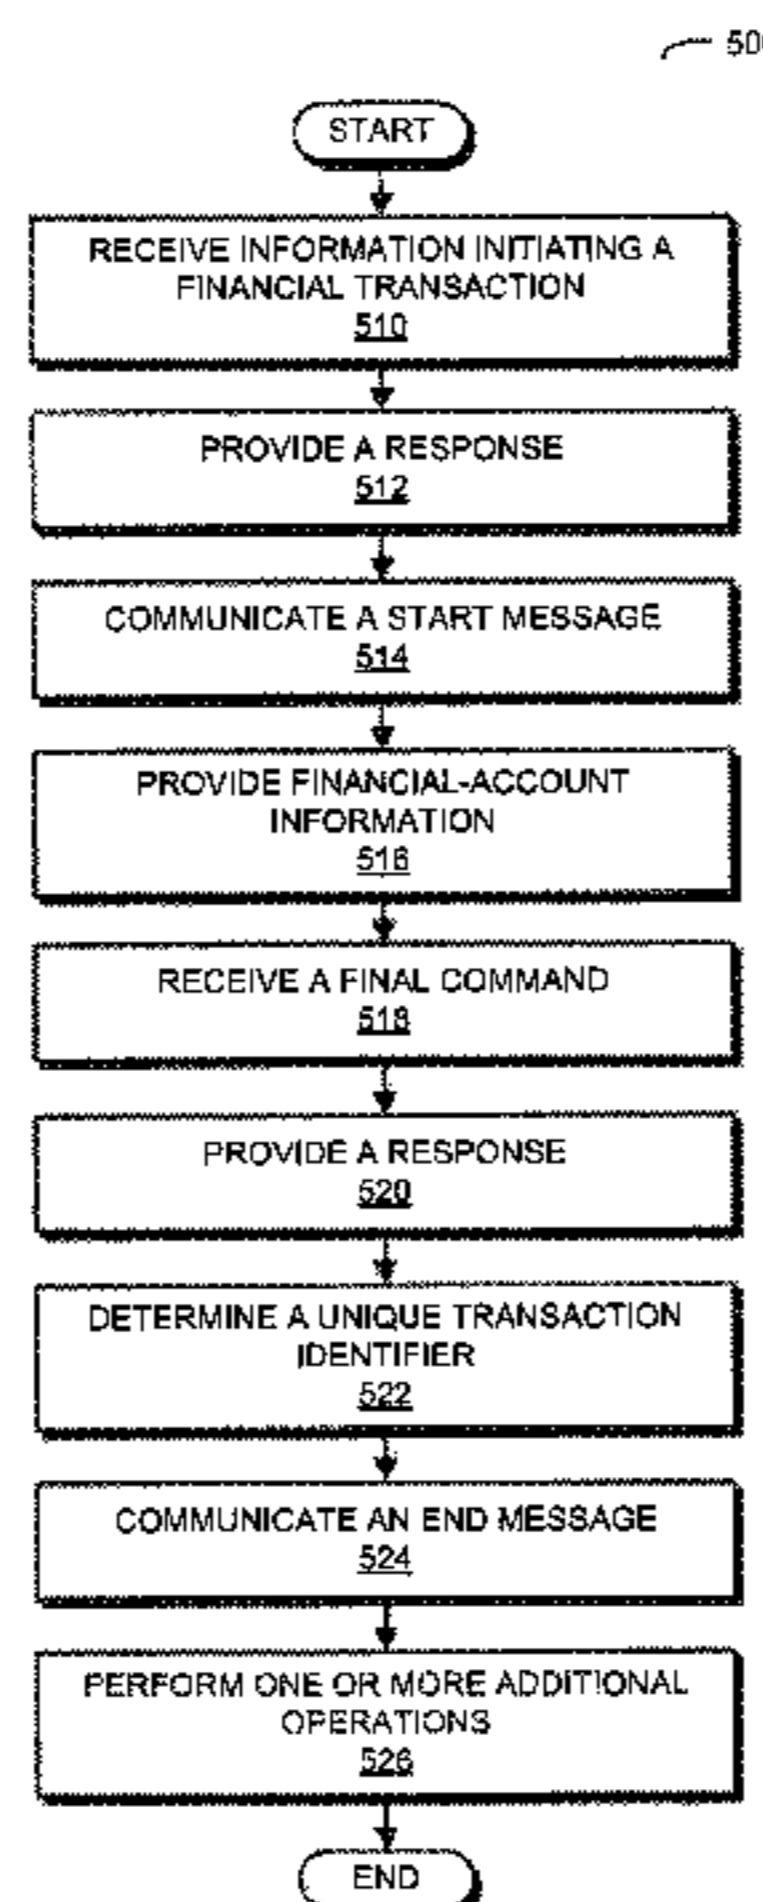 START
RECEIVE INFORMATION INITIATING A
FINANCIAL TRANSACTION
510
PROVIDE A RESPONSE
512
COMMUNICATE A START MESSAGE
514
PROVIDE FINANCIAL-ACCOUNT
INFORMATION
516
RECEIVE A FINAL COMMAND
518
PROVIDE A RESPONSE
520
DETERMINE A UNIQUE TRANSACTION
IDENTIFIER
522
COMMUNICATE AN END MESSAGE
524
PERFORM ONE OR MORE ADDITIONAL
OPERATIONS
526
END